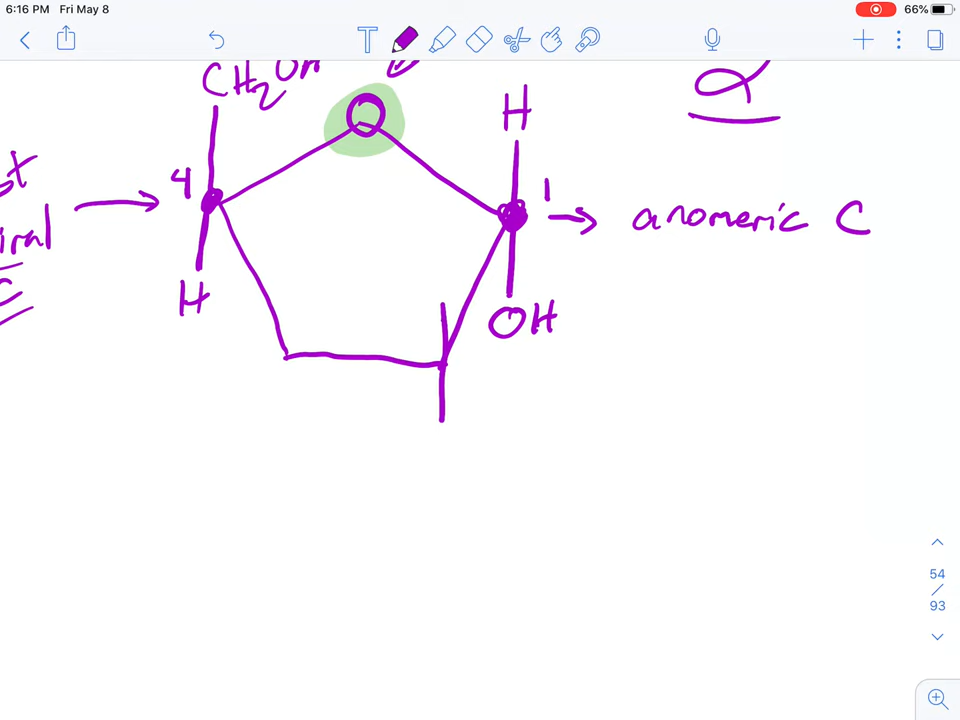 6:16 PM Fri May 8
66%
T
CH2OH
O
H
α
4
1
anomeric C
H
OH
54
/
93